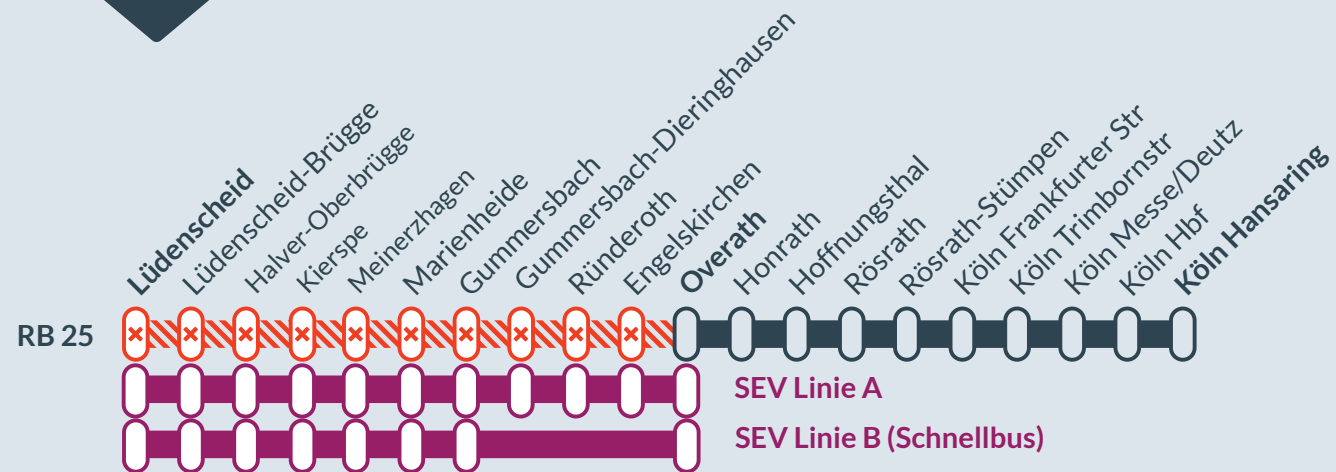 Lüdenscheid
Lüdenscheid-Brügge
Halver-Oberbrügge
Kierspe
Meinerzhagen
Marienheide
Gummersbach
Gummersbach-Dieringhausen
Ründeroth
Engelskirchen
Overath
Honrath
Hoffnungsthal
Rösrath
Rösrath-Stümpen
Köln Frankfurter Str
Köln Trimbornstr
Köln Messe/Deutz
Köln Hbf
Köln Hansaring
RB 25
SEV Linie A
SEV Linie B (Schnellbus)